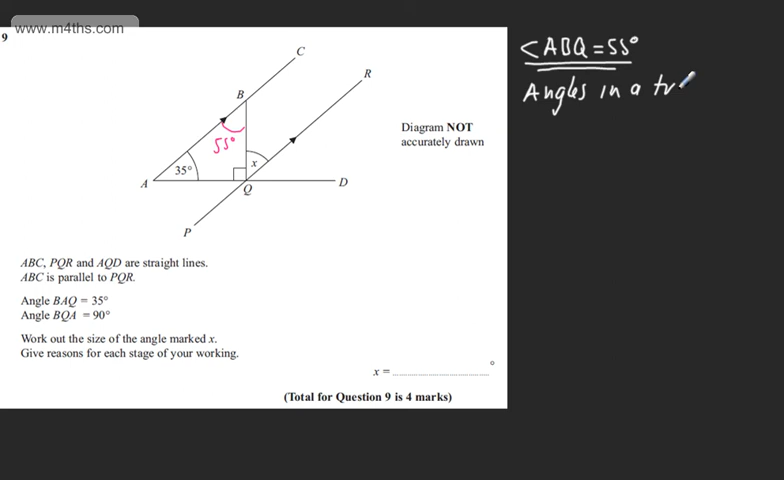 www.m4ths.com
9
C
R
B
55°
x
35°
A
Q
D
P
Diagram NOT
accurately drawn
ABC, PQR and AQD are straight lines.
ABC is parallel to PQR.
Angle BAQ = 35°
Angle BQA = 90°
Work out the size of the angle marked x.
Give reasons for each stage of your working.
x = .................................... °
(Total for Question 9 is 4 marks)
<ABQ = 55°
Angles in a tr